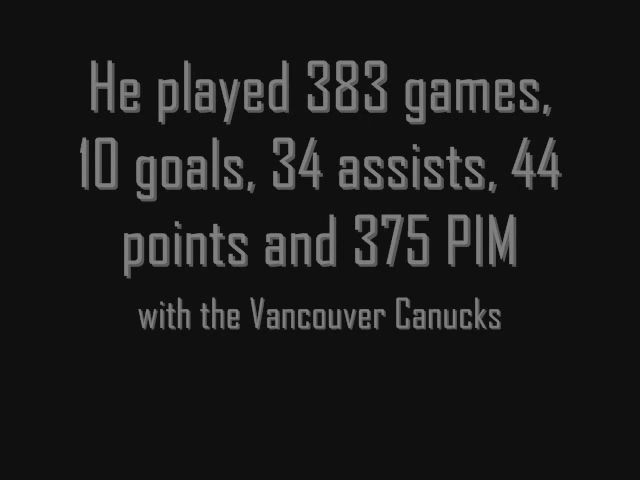 He played 383 games,
10 goals, 34 assists, 44
points and 375 PIM
with the Vancouver Canucks